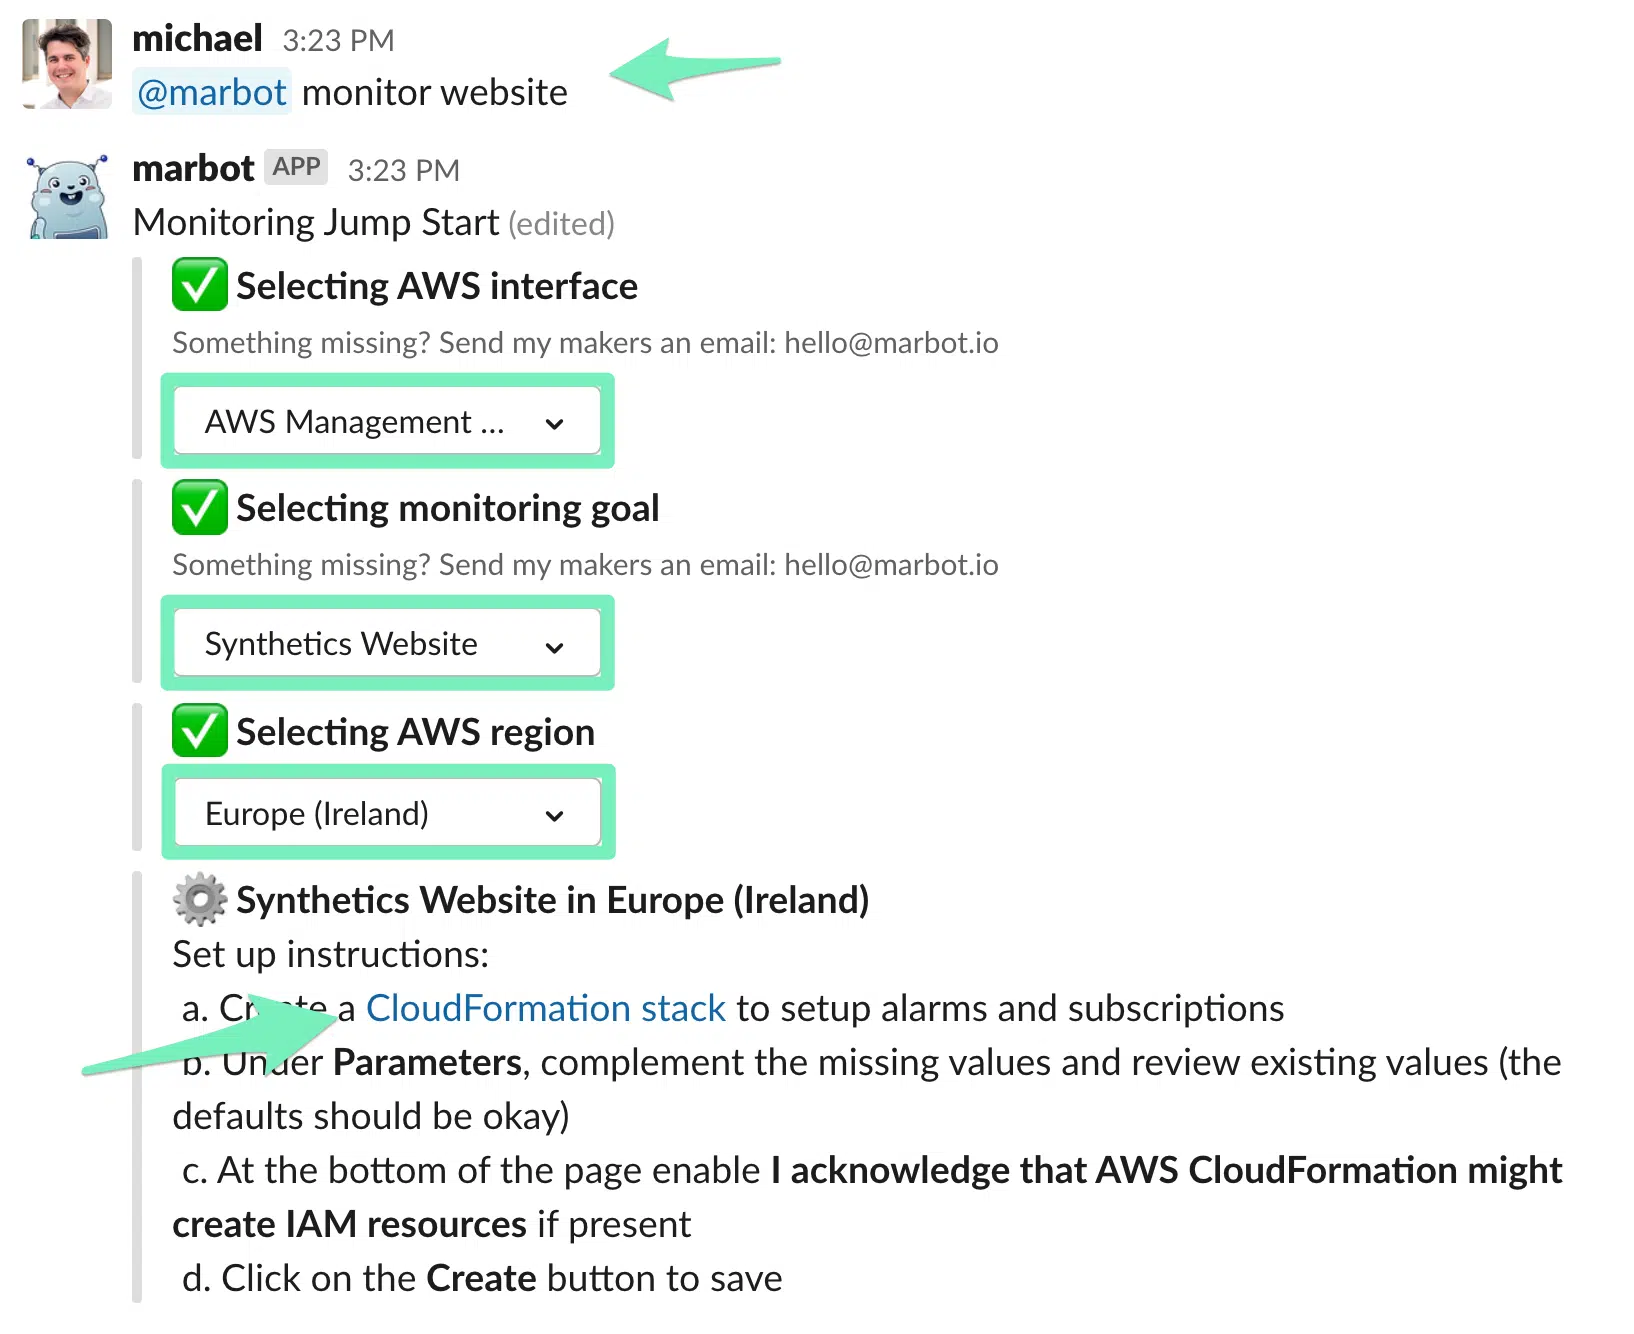 michael 3:23 PM
@marbot monitor website
marbot APP 3:23 PM
Monitoring Jump Start (edited)
Selecting AWS interface
Something missing? Send my makers an email: hello@marbot.io
AWS Management ...
Selecting monitoring goal
Something missing? Send my makers an email: hello@marbot.io
Synthetics Website
Selecting AWS region
Europe (Ireland)
Synthetics Website in Europe (Ireland)
Set up instructions:
a. Create a CloudFormation stack to setup alarms and subscriptions
b. Under Parameters, complement the missing values and review existing values (the
defaults should be okay)
c. At the bottom of the page enable I acknowledge that AWS CloudFormation might
create IAM resources if present
d. Click on the Create button to save